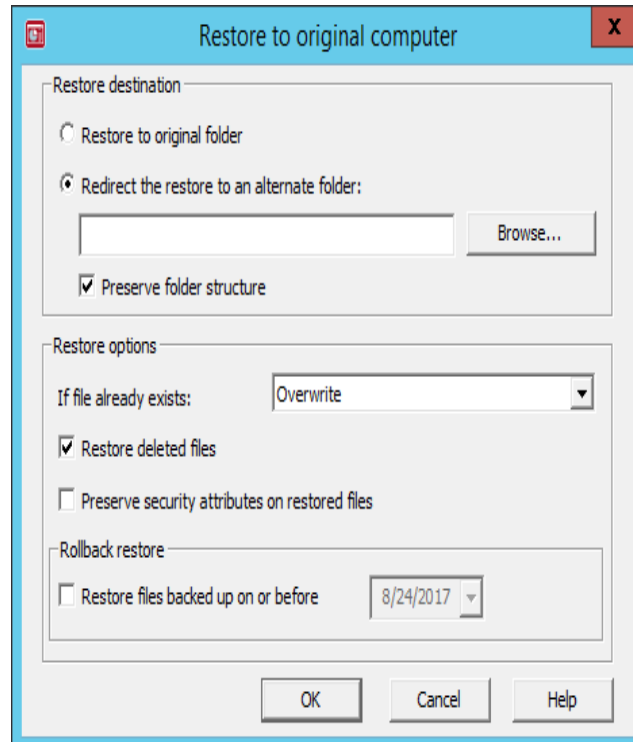 Restore to original computer
X
Restore destination
Restore to original folder
Redirect the restore to an alternate folder:
Browse...
Preserve folder structure
Restore options
If file already exists:
Overwrite
Restore deleted files
Preserve security attributes on restored files
Rollback restore
Restore files backed up on or before
8/24/2017
OK
Cancel
Help